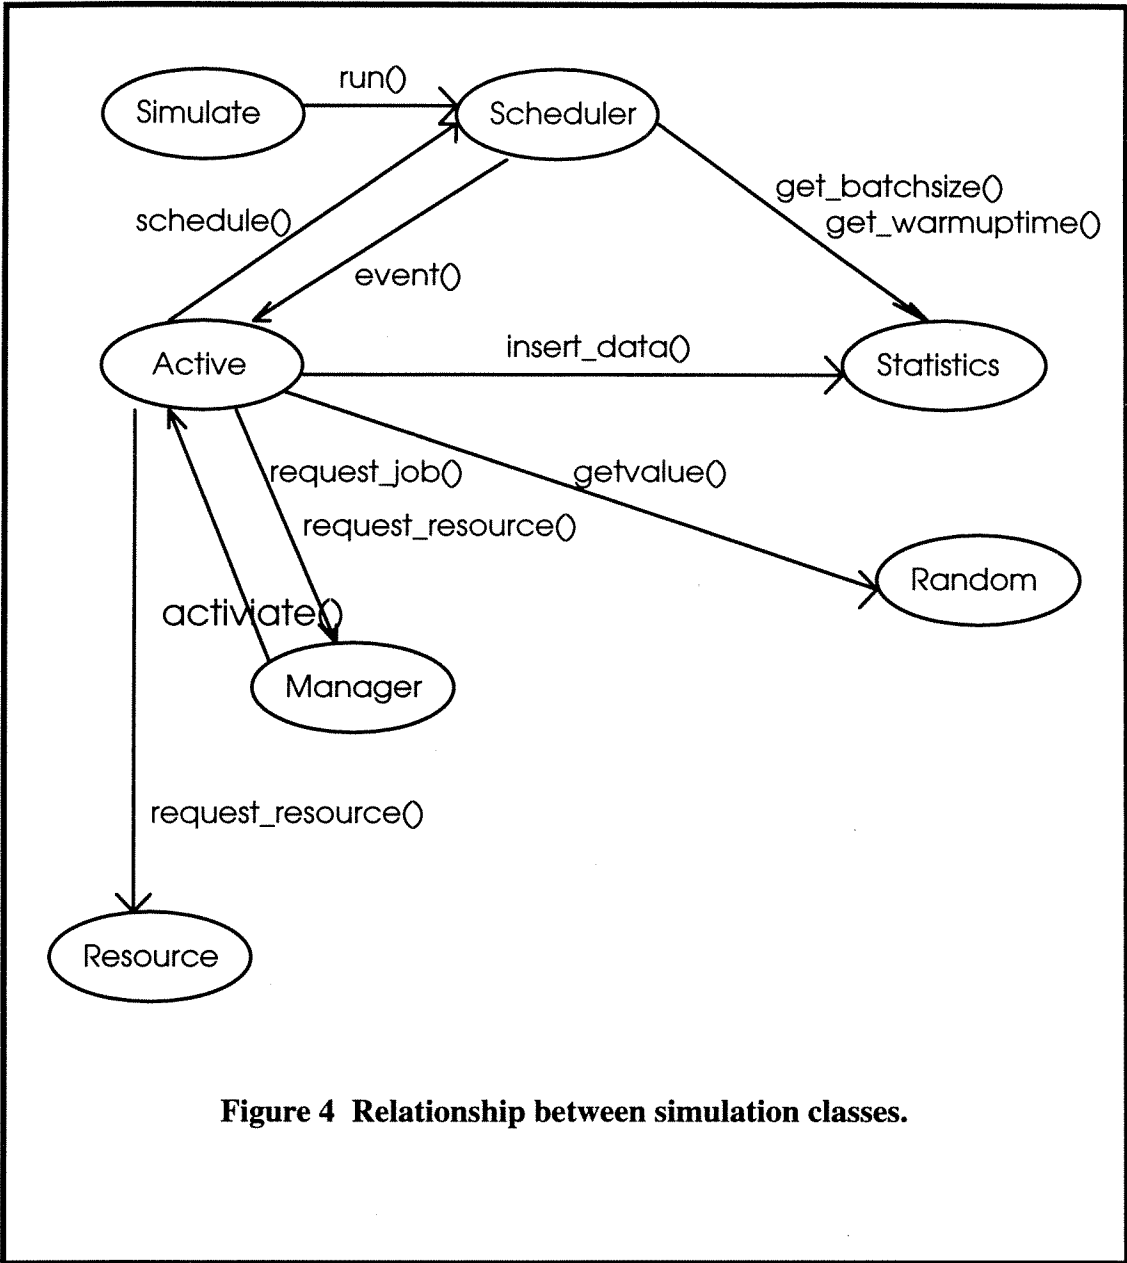 run()
Simulate
Scheduler
get_batchsize()
get_warmuptime()
schedule()
event()
insert_data()
Active
Statistics
request_job()
getvalue()
request_resource()
Random
activiate()
Manager
request_resource()
Resource
Figure 4 Relationship between simulation classes.